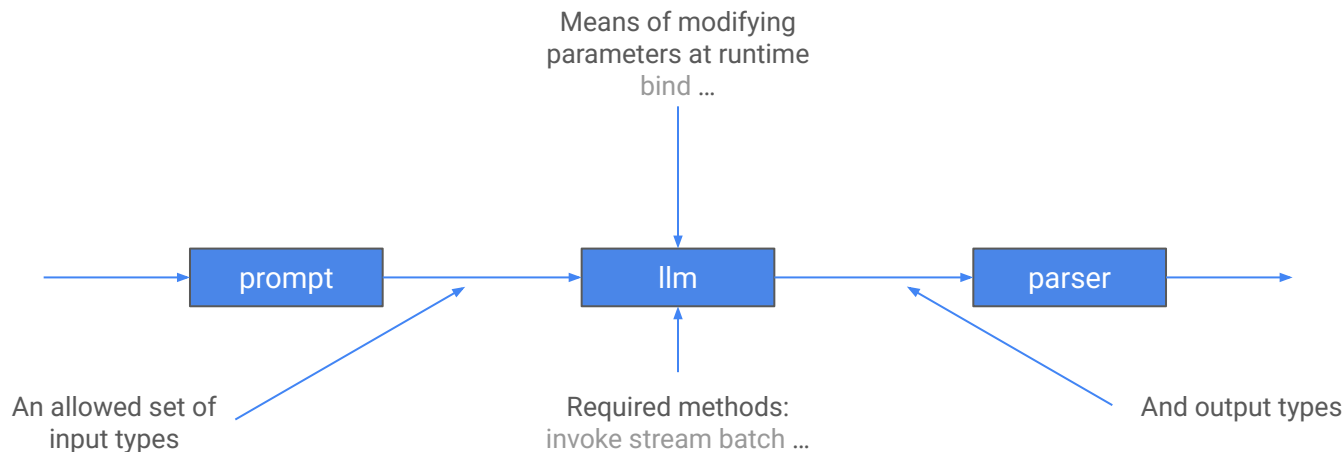 Means of modifying
parameters at runtime
bind …
prompt
llm
parser
An allowed set of
input types
Required methods:
invoke stream batch …
And output types